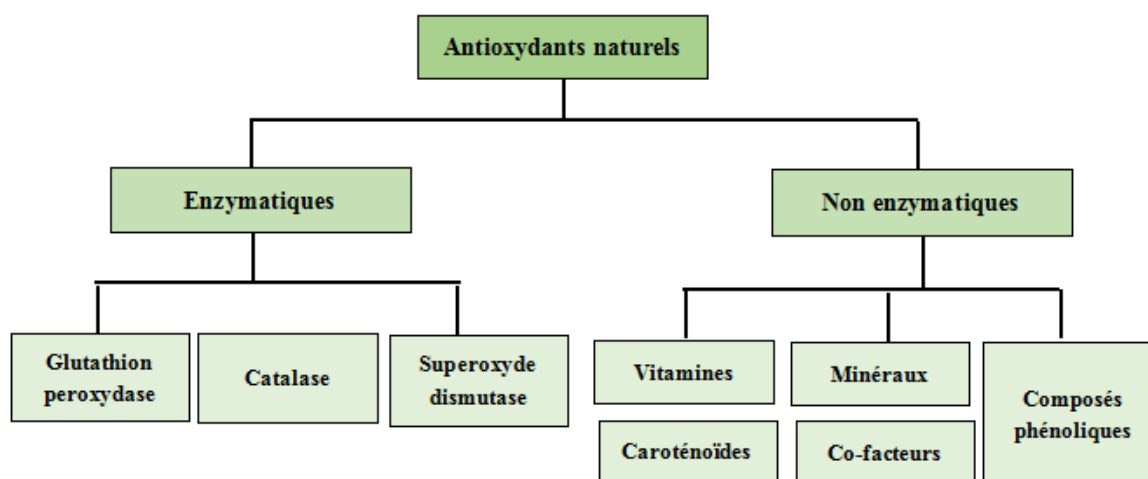 Antioxydants naturels
Enzymatiques
Non enzymatiques
Glutathion
peroxydase
Catalase
Superoxyde
dismutase
Vitamines
Minéraux
Composés
phénoliques
Caroténoïdes
Co-facteurs